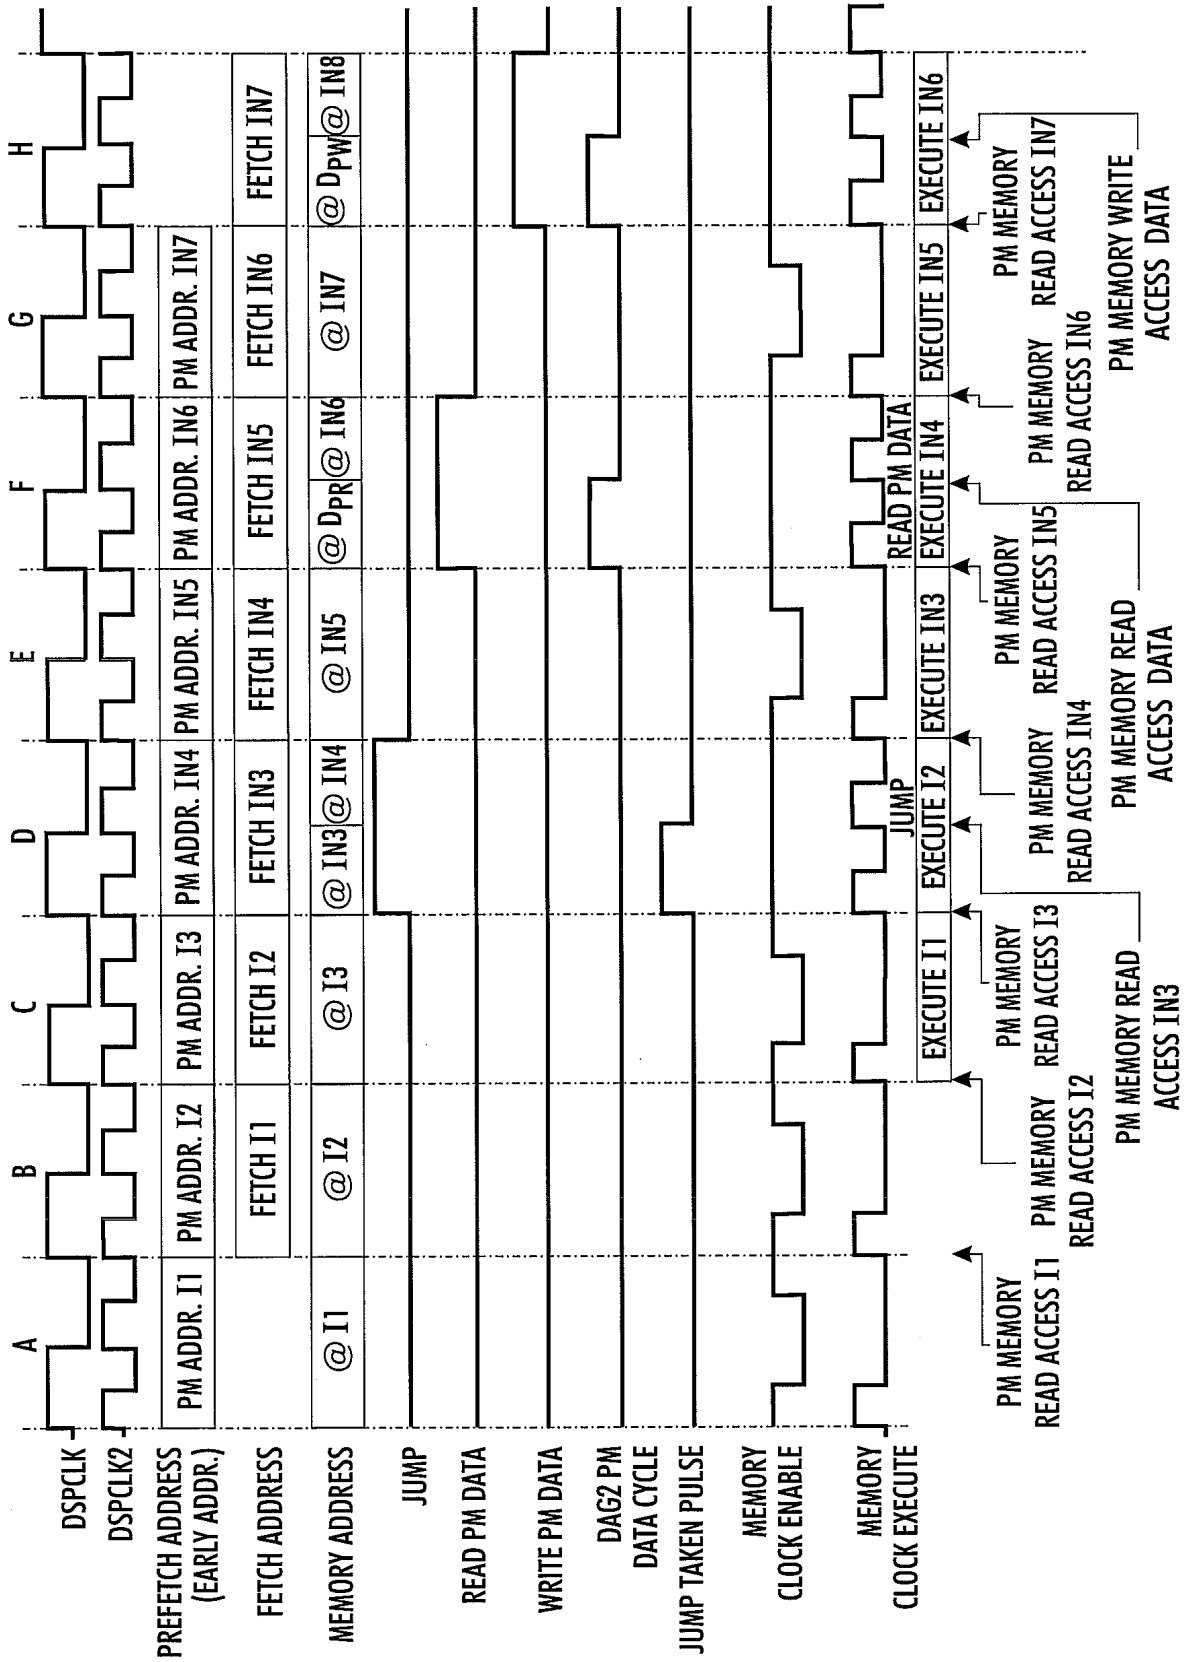 A B C D E F G H
DSPCLK
DSPCLK2
PREFETCH ADDRESS
(EARLY ADDR.)
PM ADDR. I1 PM ADDR. I2 PM ADDR. I3 PM ADDR. IN4 PM ADDR. IN5 PM ADDR. IN6 PM ADDR. IN7
FETCH ADDRESS
FETCH I1 FETCH I2 FETCH IN3 FETCH IN4 FETCH IN5 FETCH IN6 FETCH IN7
MEMORY ADDRESS
@ I1 @ I2 @ I3 @ IN3 @ IN4 @ IN5 @ DPR @ IN6 @ IN7 @ DPW @ IN8
JUMP
READ PM DATA
WRITE PM DATA
DAG2 PM
DATA CYCLE
JUMP TAKEN PULSE
MEMORY
CLOCK ENABLE
MEMORY
CLOCK EXECUTE
JUMP READ PM DATA
EXECUTE I1 EXECUTE I2 EXECUTE IN3 EXECUTE IN4 EXECUTE IN5 EXECUTE IN6
PM MEMORY
READ ACCESS I1
PM MEMORY
READ ACCESS I2
PM MEMORY
READ ACCESS I3
PM MEMORY READ
ACCESS IN3
PM MEMORY
READ ACCESS IN4
PM MEMORY
READ ACCESS IN5
PM MEMORY READ
ACCESS DATA
PM MEMORY
READ ACCESS IN6
PM MEMORY
READ ACCESS IN7
PM MEMORY WRITE
ACCESS DATA